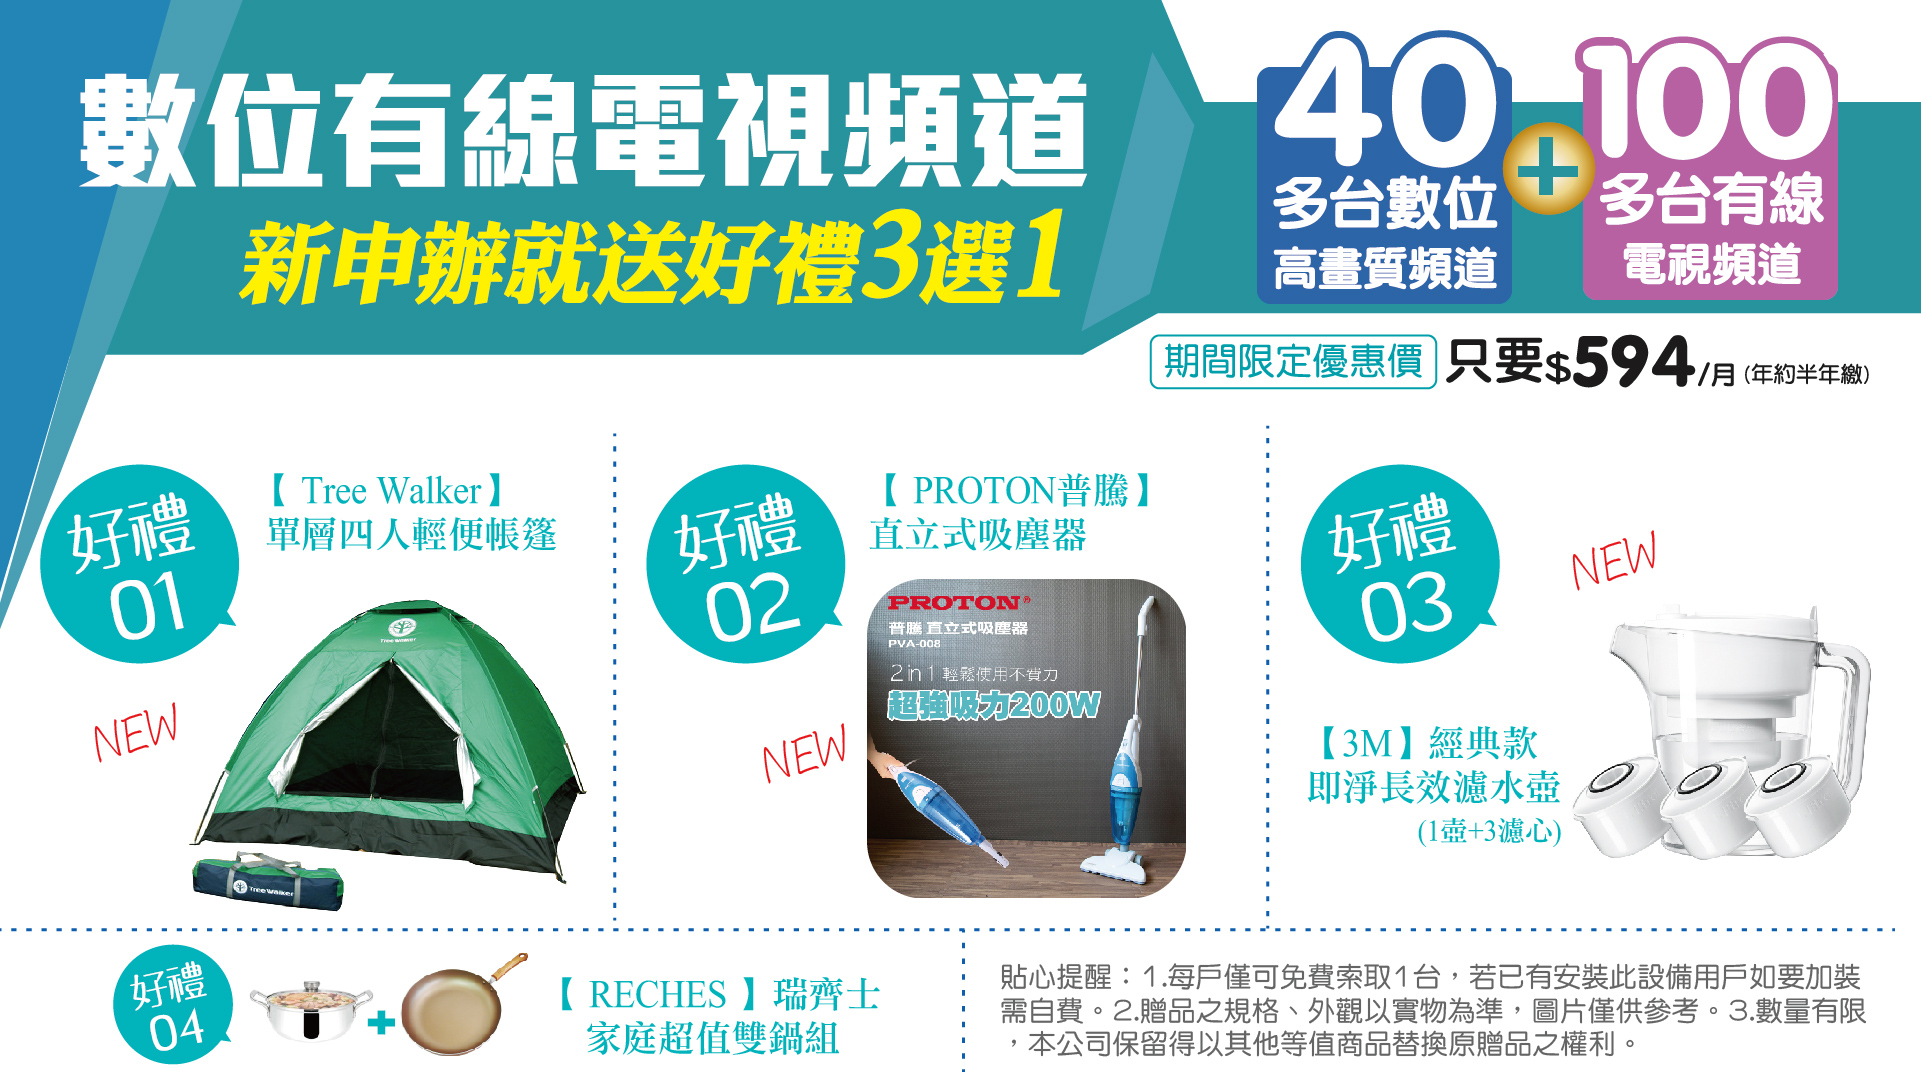 數位有線電視頻道
新申辦就送好禮3選1
40
多台數位
高畫質頻道
+
100
多台有線
電視頻道
期間限定優惠價 只要$594/月(年約半年繳)
好禮
01
【 Tree Walker】
單層四人輕便帳篷
NEW
Tree Walker
Tree Walker
好禮
02
【 PROTON普騰】
直立式吸塵器
NEW
PROTON®
普騰 直立式吸塵器
PVA-008
2 in 1 輕鬆使用不費力
超強吸力200W
好禮
03
NEW
【3M】經典款
即淨長效濾水壺
(1壺+3濾心)
好禮
04
+
【 RECHES 】瑞齊士
家庭超值雙鍋組
貼心提醒：1.每戶僅可免費索取1台，若已有安裝此設備用戶如要加裝
需自費。2.贈品之規格、外觀以實物為準，圖片僅供參考。3.數量有限
，本公司保留得以其他等值商品替換原贈品之權利。